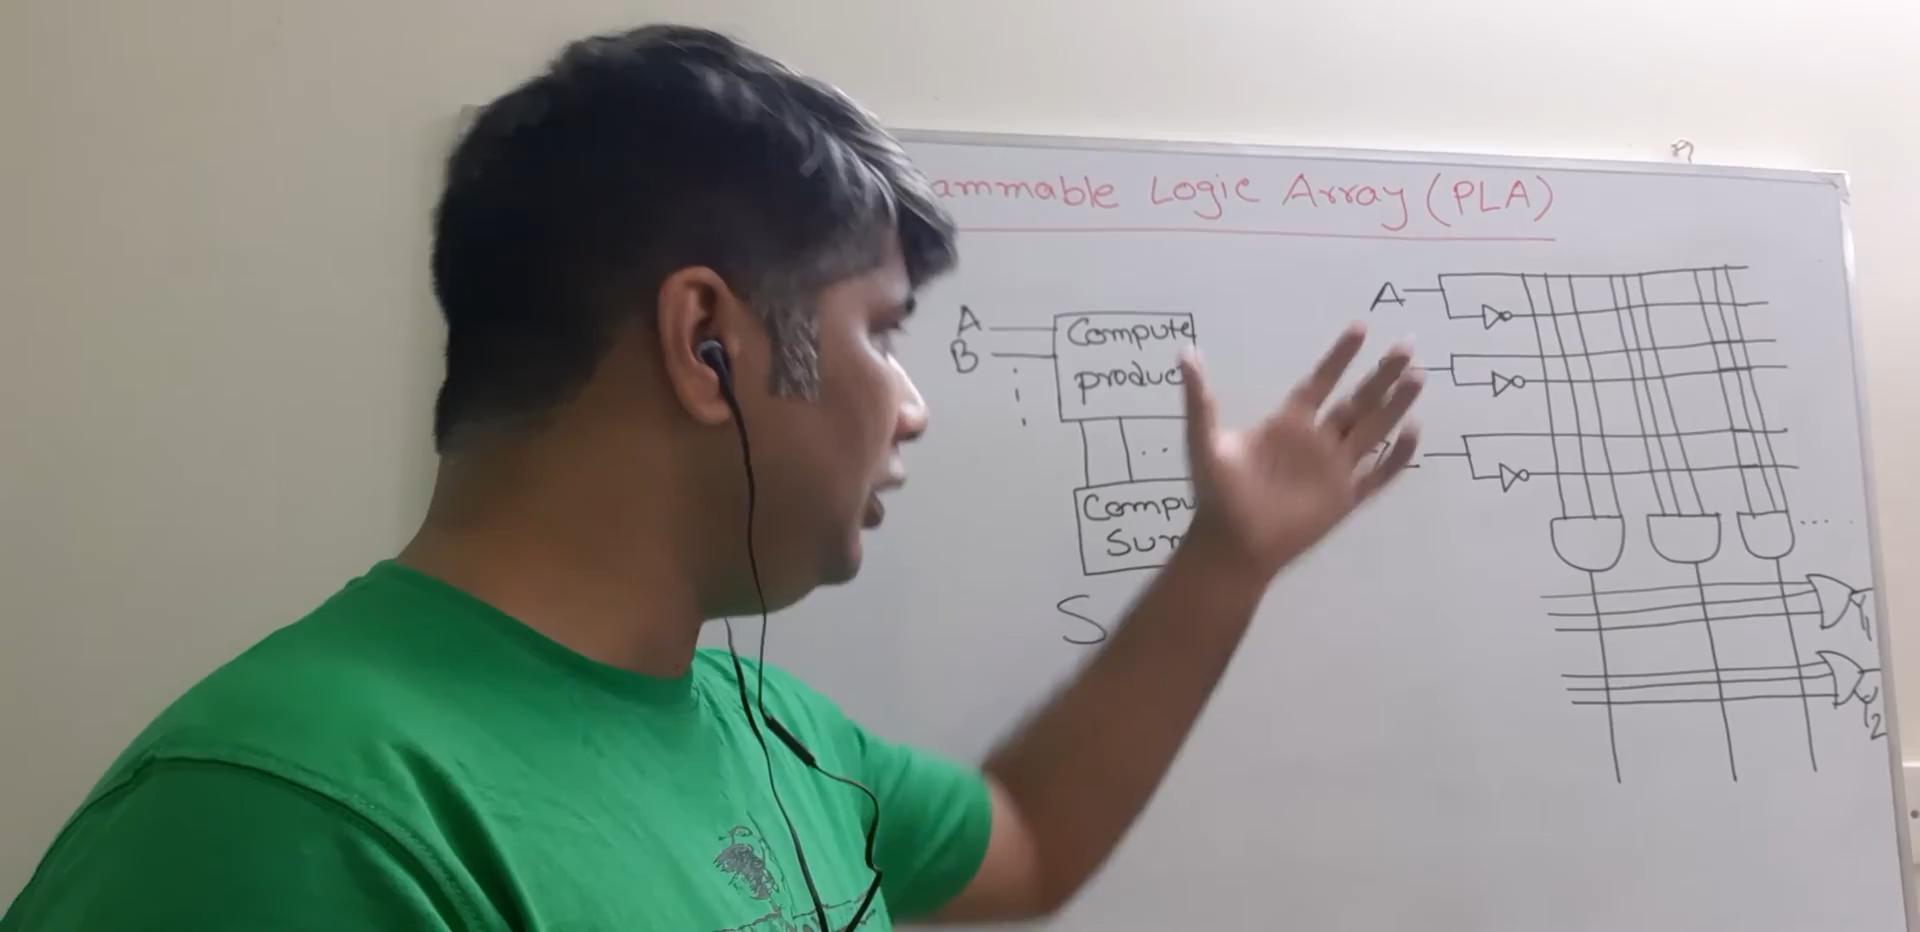 ammable Logic Array (PLA)
A
B
Compute
produc
...
Compu
Sum
S
A
....
Y1
Y2